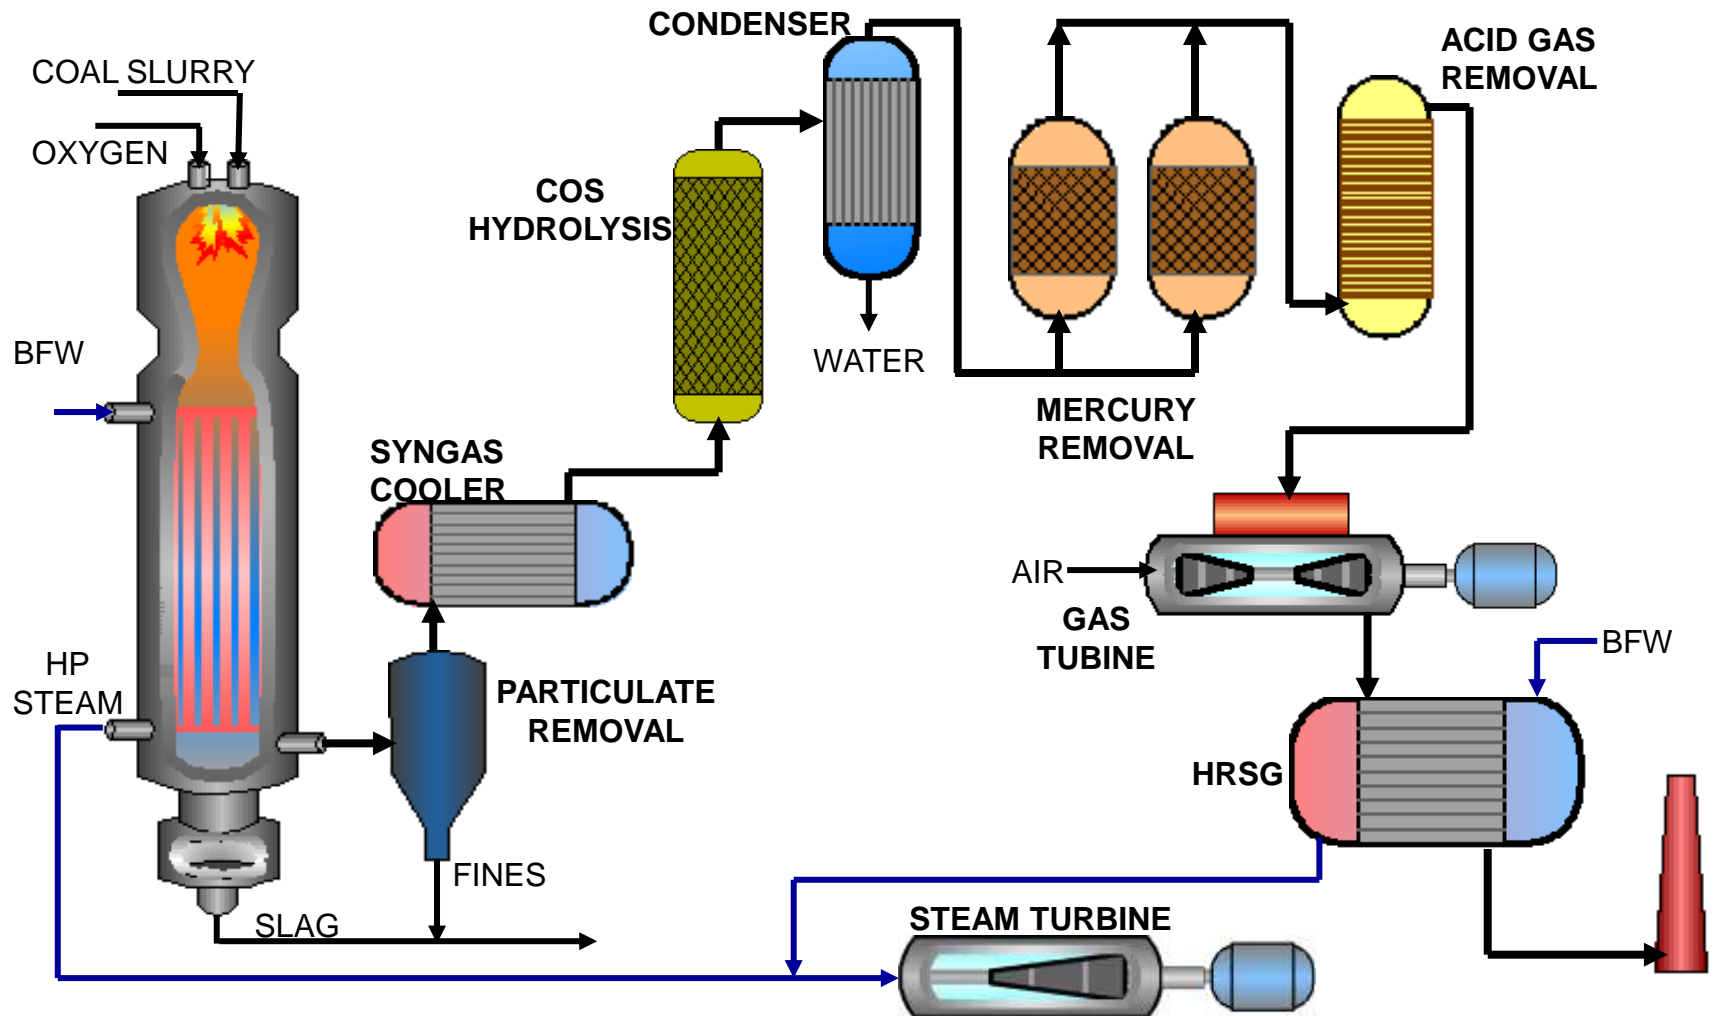 CONDENSER
ACID GAS
REMOVAL
COAL SLURRY
OXYGEN
COS
HYDROLYSIS
BFW
WATER
MERCURY
REMOVAL
SYNGAS
COOLER
AIR
GAS
TUBINE
BFW
HP
STEAM
PARTICULATE
REMOVAL
HRSG
FINES
SLAG
STEAM TURBINE